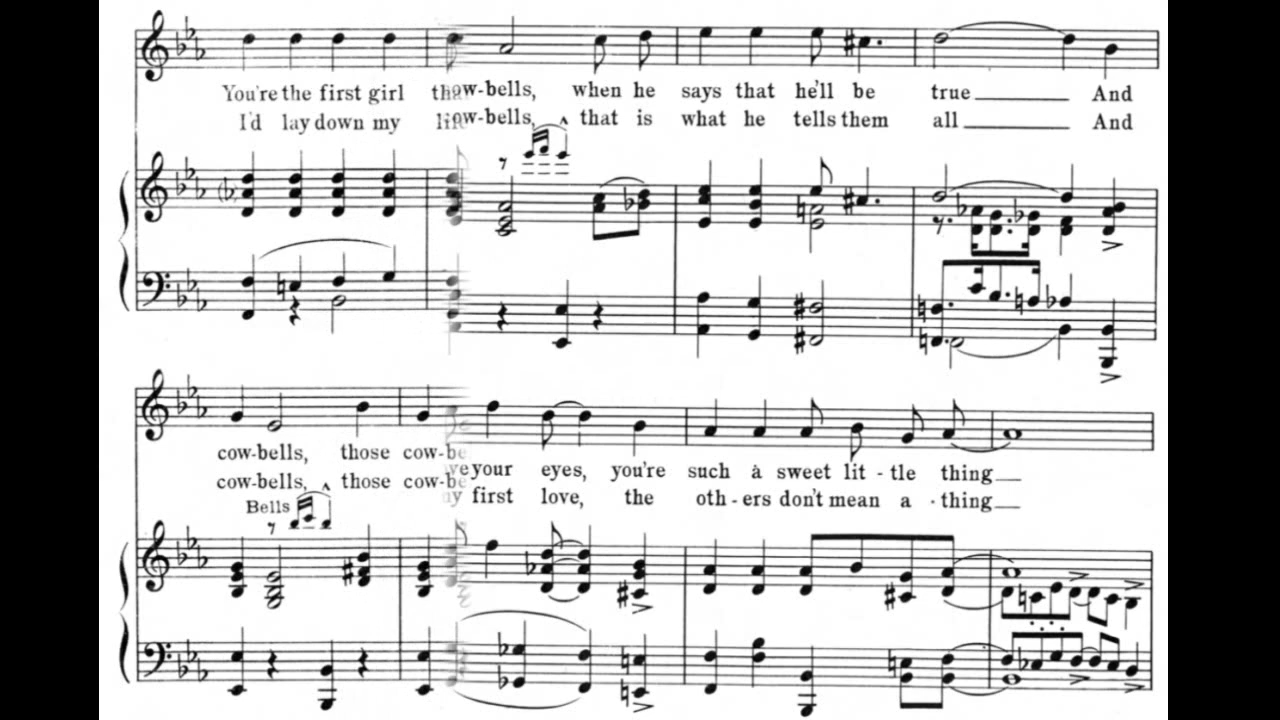 You're the first girl cow-bells, when he says that he'll be true And
I'd lay down my cow-bells, that is what he tells them all And
cow-bells, those cow-be your eyes, you're such a sweet lit - tle thing
cow-bells, those cow-be first love, the oth - ers don't mean a - thing
Bells